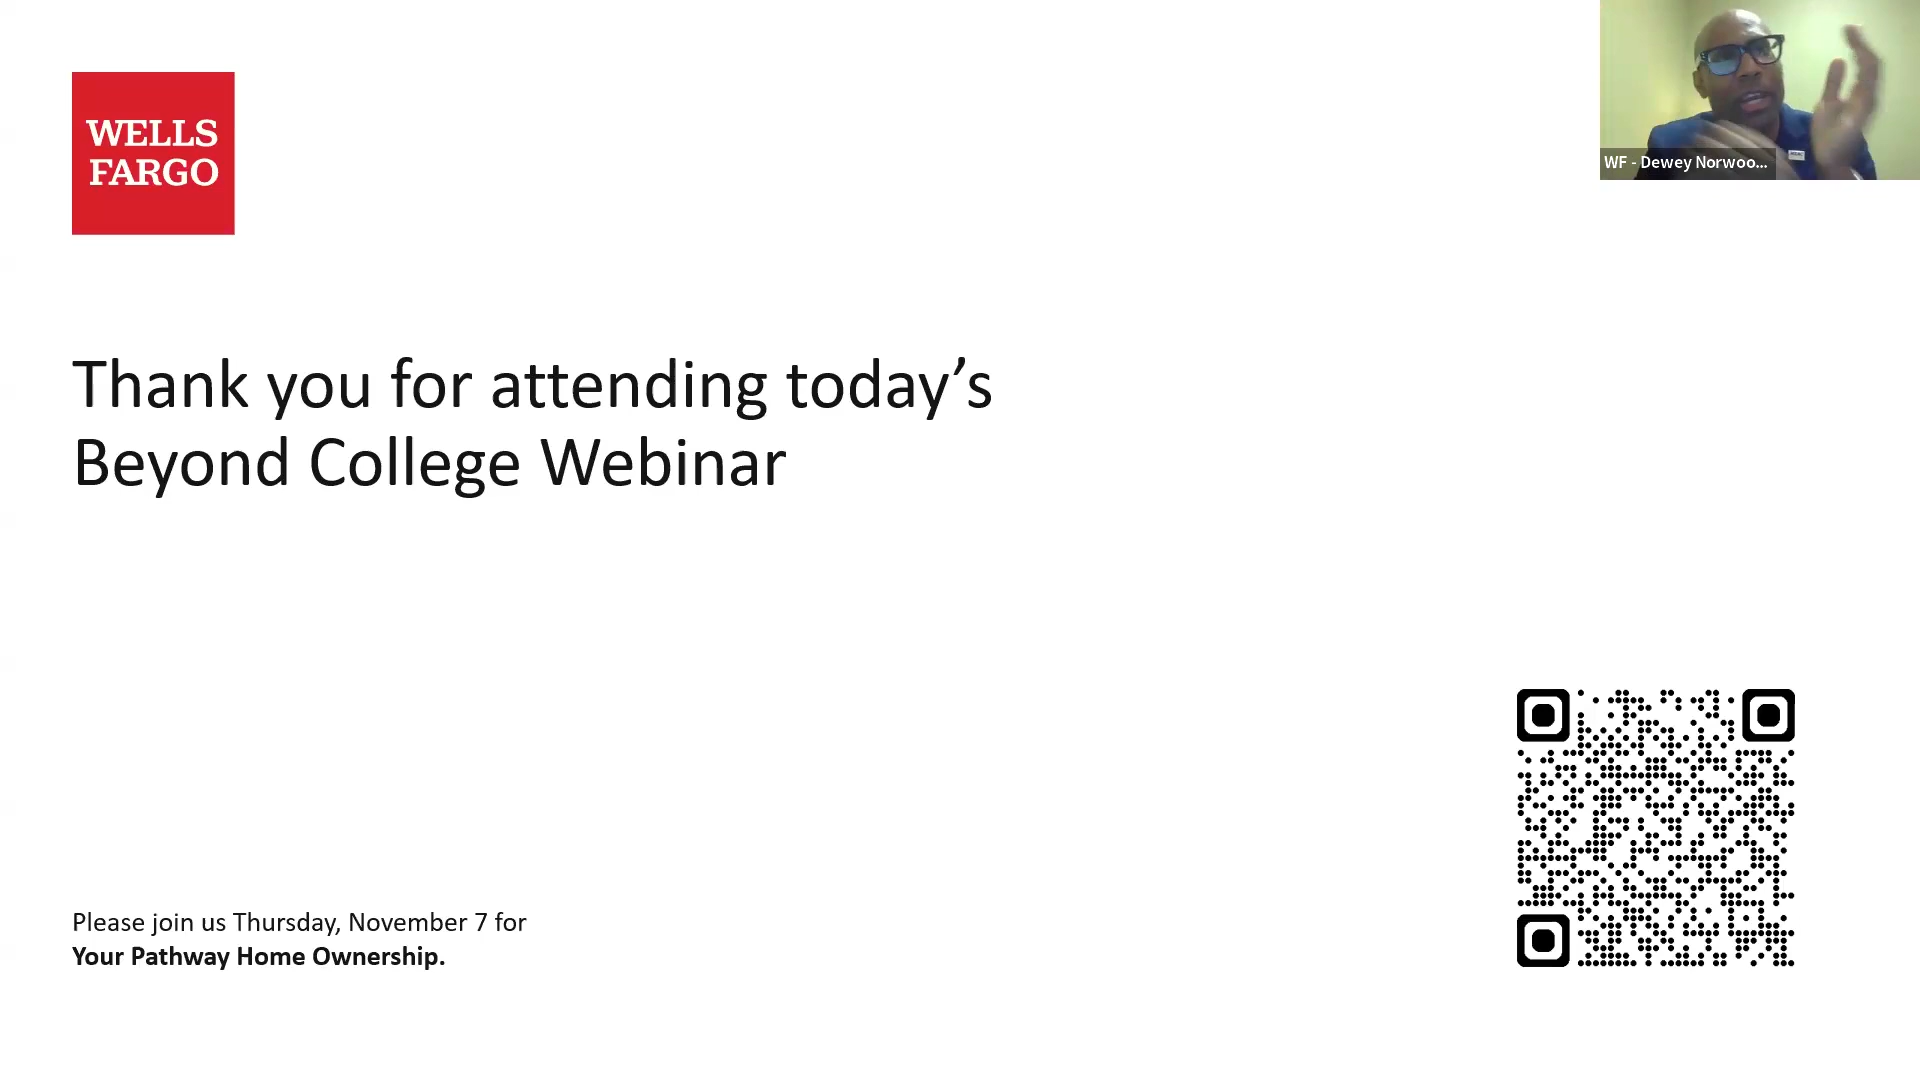 WELLS
FARGO
WF - Dewey Norwoo...
Thank you for attending today’s
Beyond College Webinar
Please join us Thursday, November 7 for
Your Pathway Home Ownership.